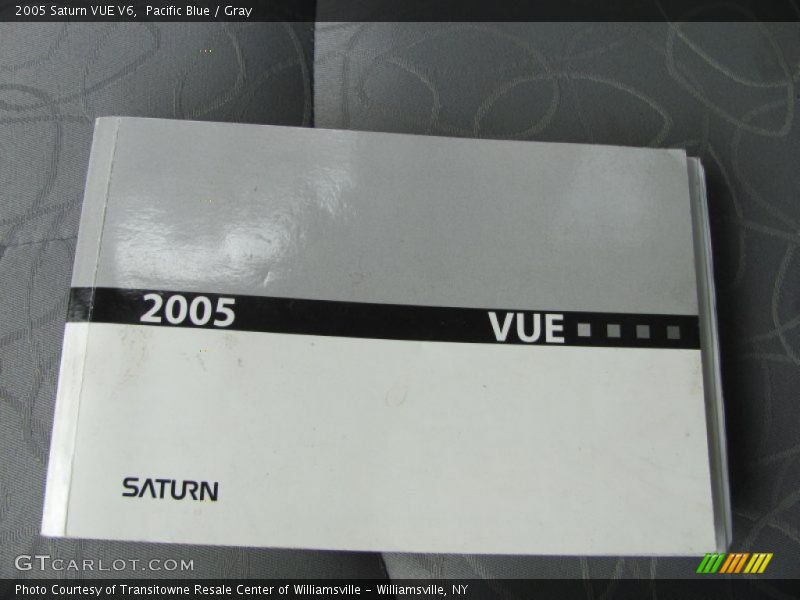 2005 Saturn VUE V6,  Pacific Blue / Gray
2005
VUE
SATURN
GTCARLOT.COM
Photo Courtesy of Transitowne Resale Center of Williamsville - Williamsville, NY